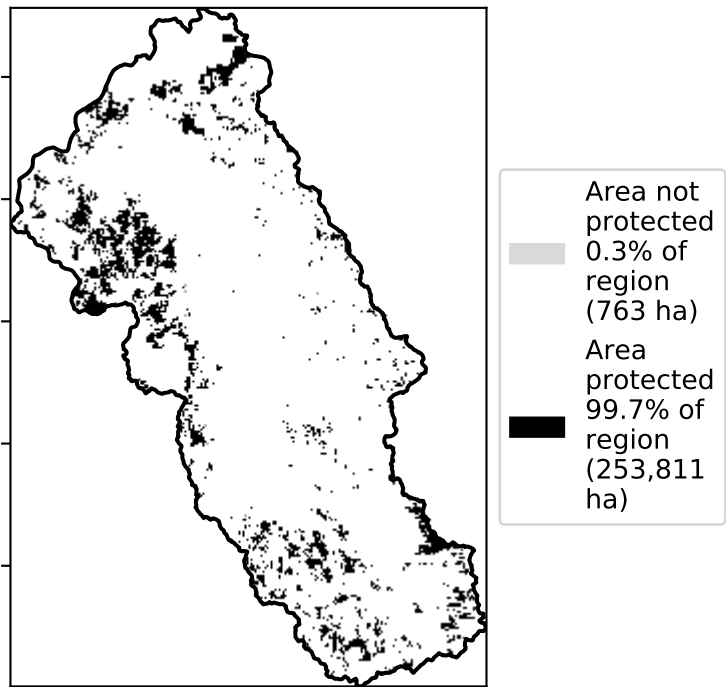 Area not
protected
0.3% of
region
(763 ha)
Area
protected
99.7% of
region
(253,811
ha)